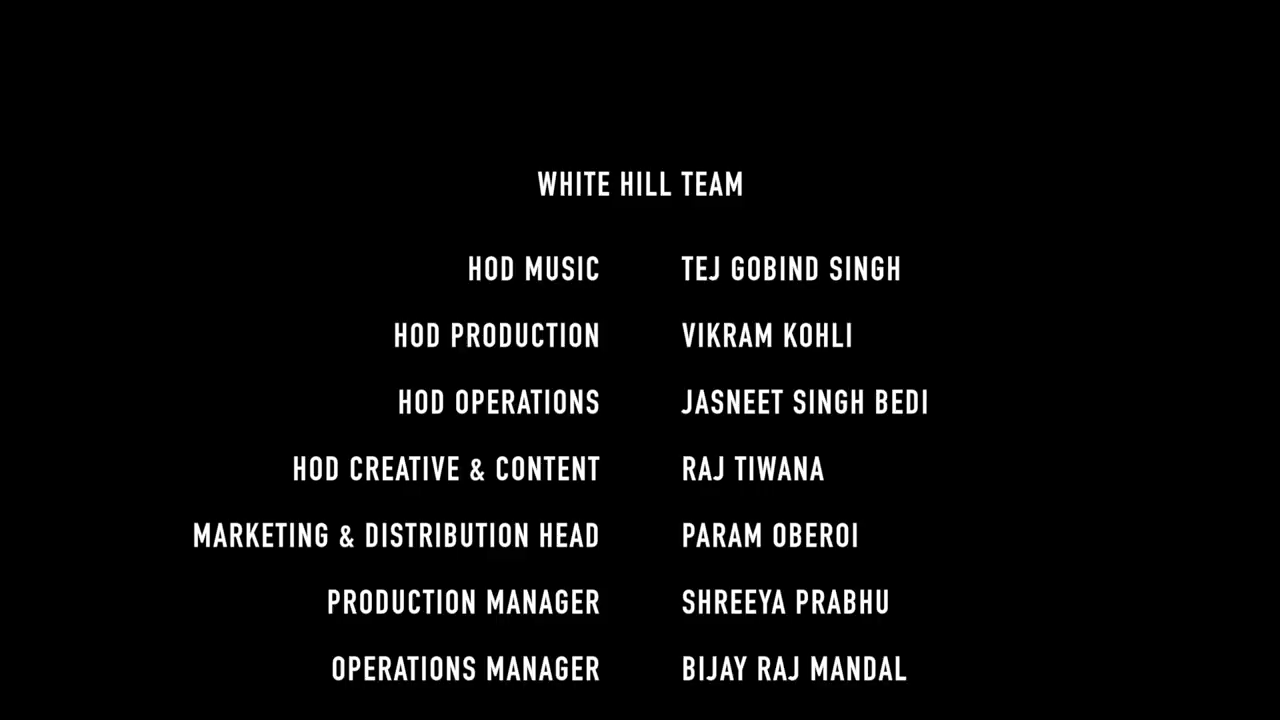 WHITE HILL TEAM
HOD MUSIC TEJ GOBIND SINGH
HOD PRODUCTION VIKRAM KOHLI
HOD OPERATIONS JASNEET SINGH BEDI
HOD CREATIVE & CONTENT RAJ TIWANA
MARKETING & DISTRIBUTION HEAD PARAM OBEROI
PRODUCTION MANAGER SHREEYA PRABHU
OPERATIONS MANAGER BIJAY RAJ MANDAL